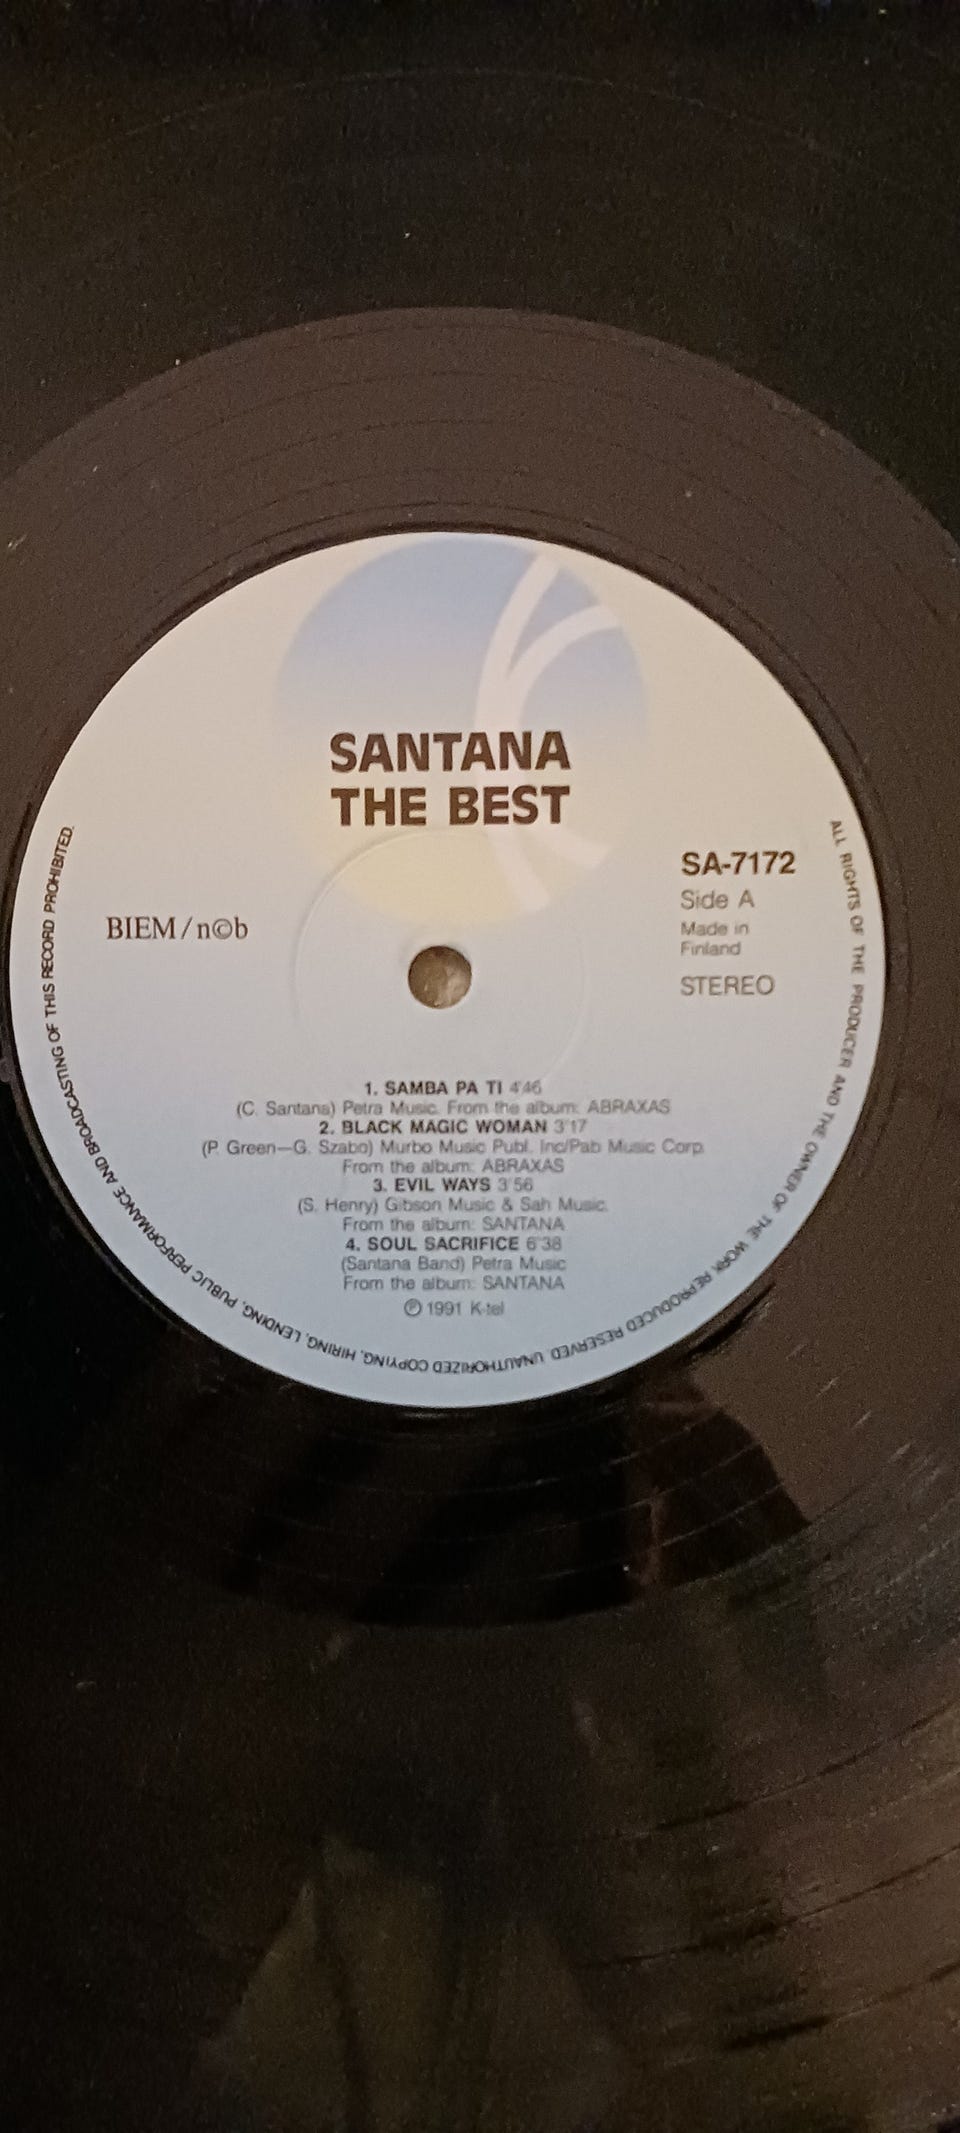 SANTANA
THE BEST
SA-7172
Side A
BIEM/n©b
Made in
Finland
STEREO
1. SAMBA PA TI 4'46
(C. Santana) Petra Music. From the album: ABRAXAS
2. BLACK MAGIC WOMAN 3'17
(P. Green—G. Szabo) Murbo Music Publ. Inc/Pab Music Corp.
From the album: ABRAXAS
3. EVIL WAYS 3'56
(S. Henry) Gibson Music & Sah Music.
From the album: SANTANA
4. SOUL SACRIFICE 6'38
(Santana Band) Petra Music
From the album: SANTANA
℗ 1991 K-tel
ALL RIGHTS OF THE PRODUCER AND THE OWNER OF THE WORK REPRODUCED RESERVED. UNAUTHORIZED COPYING, HIRING, LENDING, PUBLIC PERFORMANCE AND BROADCASTING OF THIS RECORD PROHIBITED.